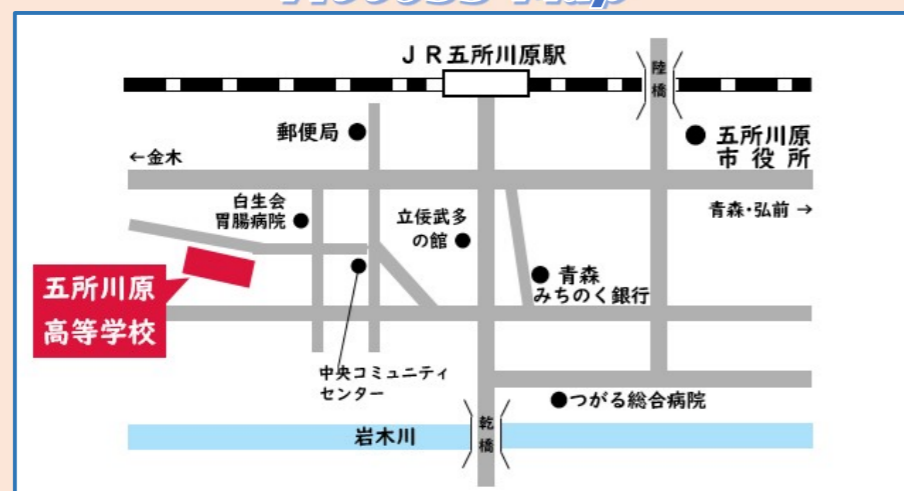 Access Map
JR五所川原駅
陸橋
郵便局
五所川原
市役所
←金木
白生会
胃腸病院
立佞武多
の館
青森・弘前 →
五所川原
高等学校
青森
みちのく銀行
中央コミュニティ
センター
つがる総合病院
岩木川
乾橋